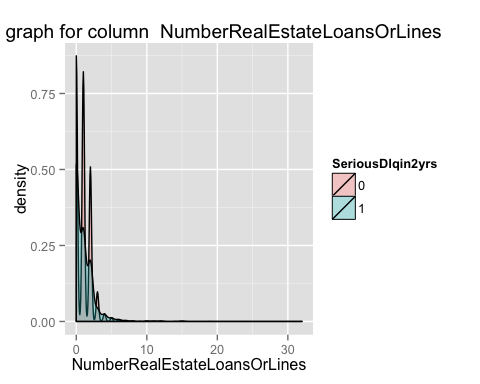 graph for column  NumberRealEstateLoansOrLines
0.75
0.50
0.25
0.00
density
0 10 20 30
NumberRealEstateLoansOrLines
SeriousDlqin2yrs
0
1